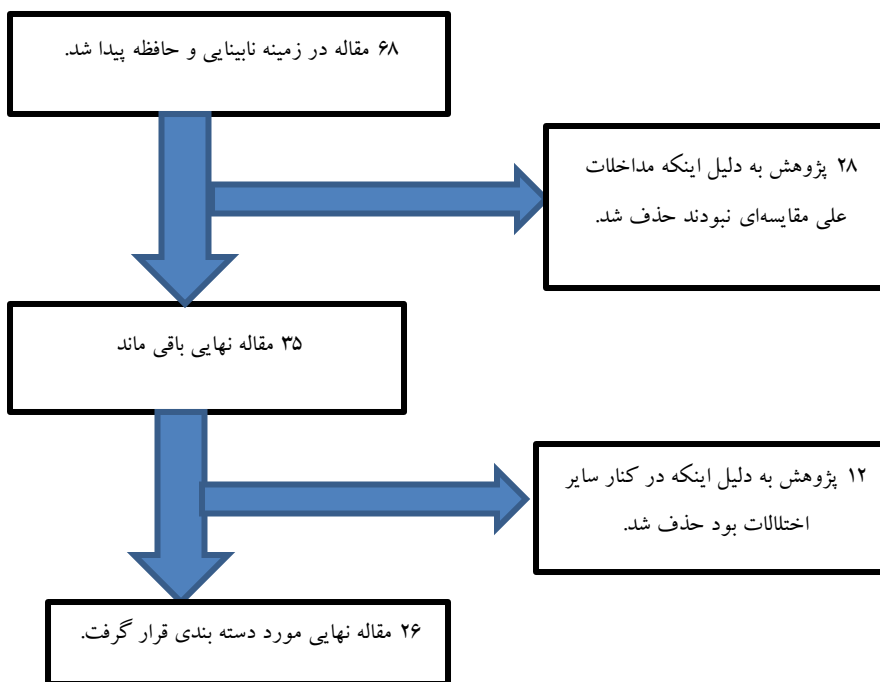 ۶۸ مقاله در زمینه نابینایی و حافظه پیدا شد.
۲۸ پژوهش به دلیل اینکه مداخلات
علی مقایسه‌ای نبودند حذف شد.
۳۵ مقاله نهایی باقی ماند
۱۲ پژوهش به دلیل اینکه در کنار سایر
اختلالات بود حذف شد.
۲۶ مقاله نهایی مورد دسته بندی قرار گرفت.